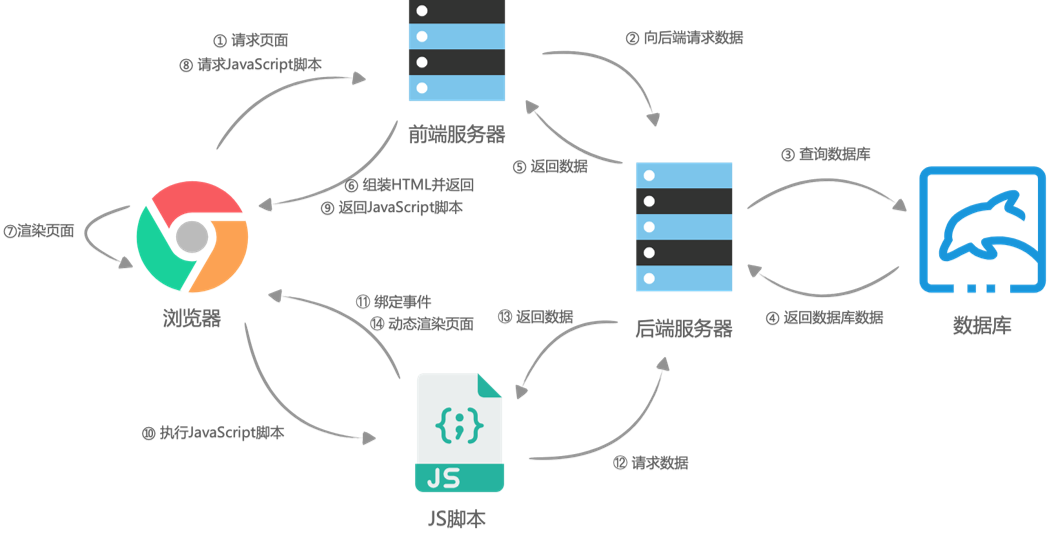 ① 请求页面
⑧ 请求JavaScript脚本
② 向后端请求数据
前端服务器
③ 查询数据库
⑤ 返回数据
⑥ 组装HTML并返回
⑨ 返回JavaScript脚本
⑦渲染页面
浏览器
⑪ 绑定事件
⑭ 动态渲染页面
⑬ 返回数据
后端服务器
④ 返回数据库数据
数据库
⑩ 执行JavaScript脚本
{;}
JS
⑫ 请求数据
JS脚本